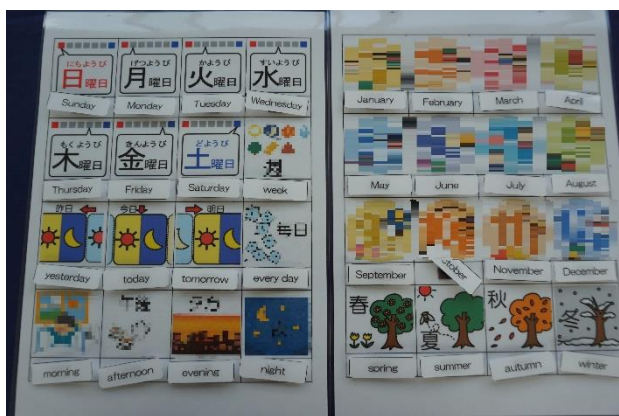 にちようび げつようび かようび すいようび
日曜日 月曜日 火曜日 水曜日
Sunday Monday Tuesday Wednesday
もくようび きんようび どようび
木曜日 金曜日 土曜日
Thursday Friday Saturday week
昨日 今日 明日 毎日
yesterday today tomorrow every day
morning afternoon evening night
January February March April
May June July August
September October November December
春 夏 秋 冬
spring summer autumn winter